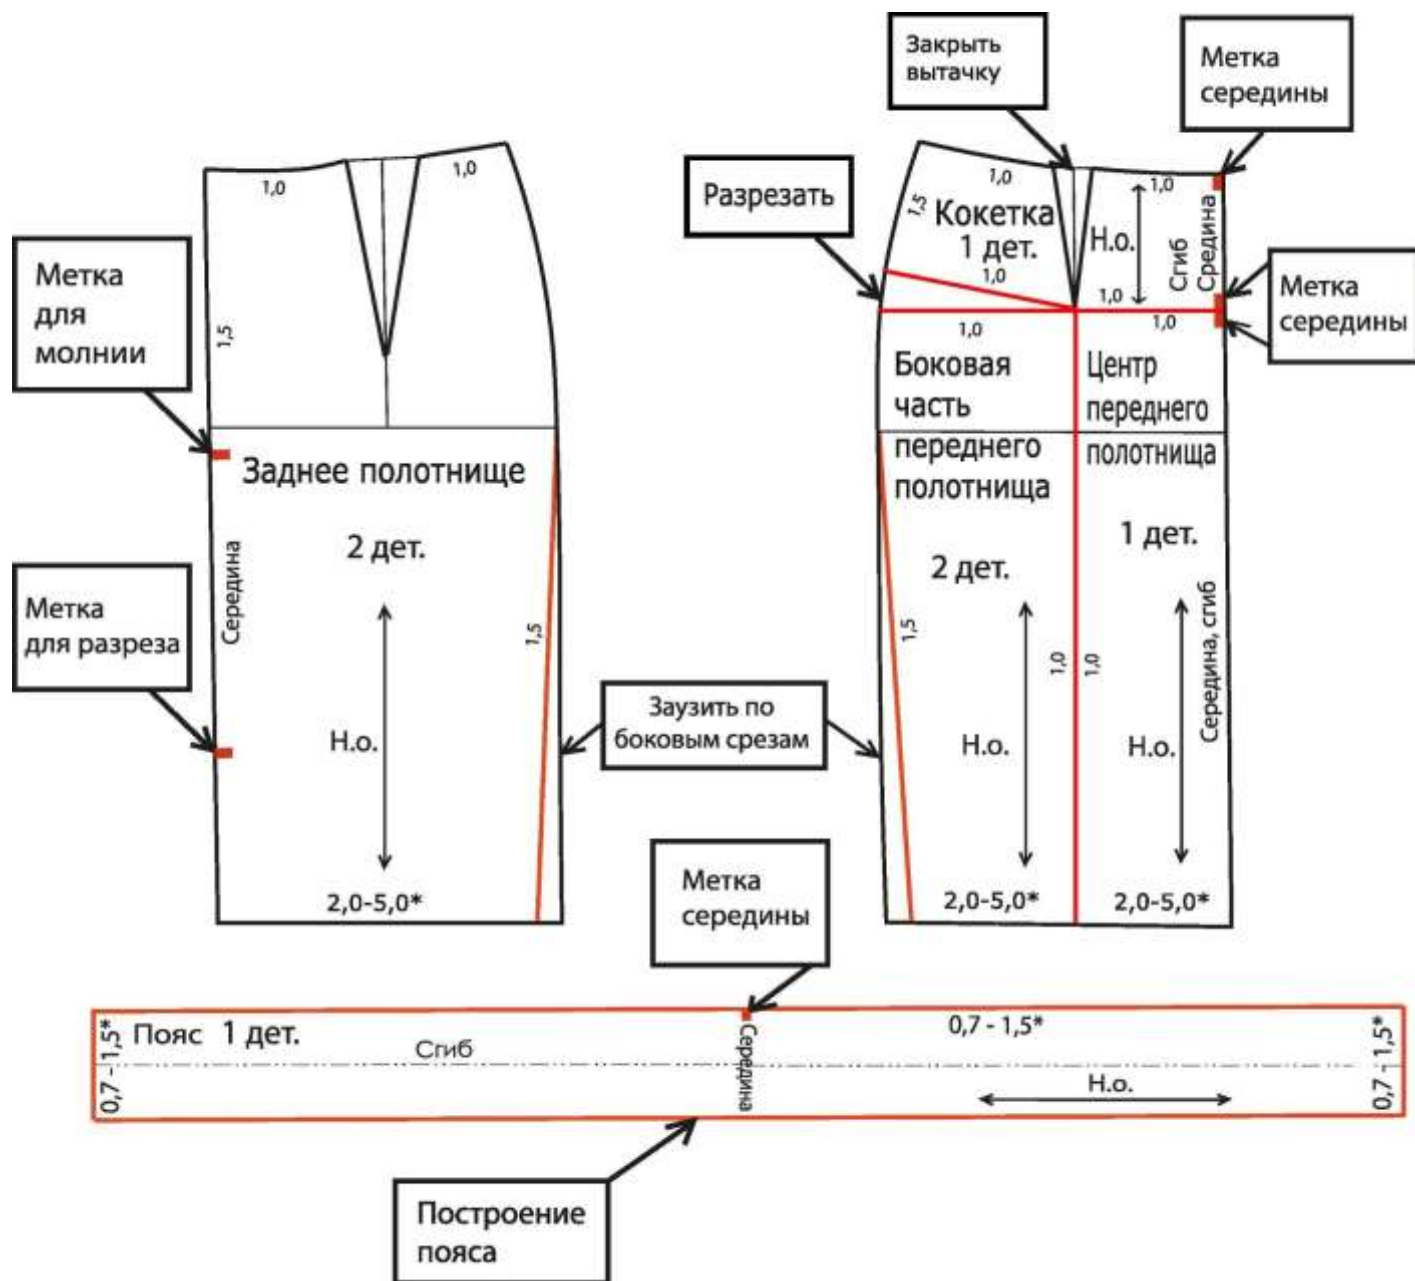 Закрыть
вытачку
Метка
середины
Разрезать
1,0
1,0
1,5
Метка
для
молнии
Заднее полотнище
2 дет.
Середина
Н.о.
1,5
2,0-5,0*
Метка
для разреза
Заузить по
боковым срезам
1,0
1,5
Кокетка
1 дет.
1,0
1,0
Н.о.
Сгиб
Средина
1,0
Метка
середины
1,0
1,0
Боковая
часть
переднего
полотнища
2 дет.
1,5
Н.о.
1,0
2,0-5,0*
Центр
переднего
полотнища
1 дет.
1,0
Н.о.
Середина, сгиб
2,0-5,0*
Метка
середины
0,7 - 1,5*
Пояс 1 дет.
Сгиб
Середина
0,7 - 1,5*
Н.о.
0,7 - 1,5*
Построение
пояса